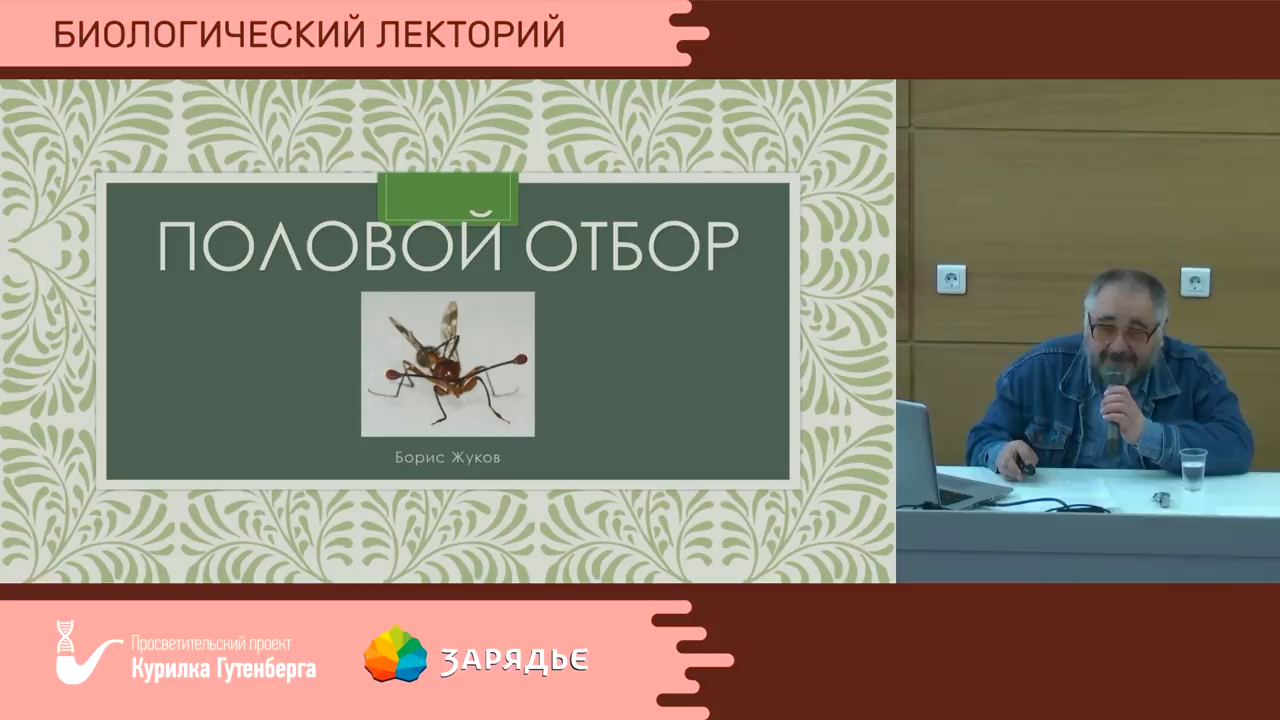 БИОЛОГИЧЕСКИЙ ЛЕКТОРИЙ
ПОЛОВОЙ ОТБОР
Борис Жуков
Просветительский проект
Курилка Гутенберга
ЗАРЯДЬЕ